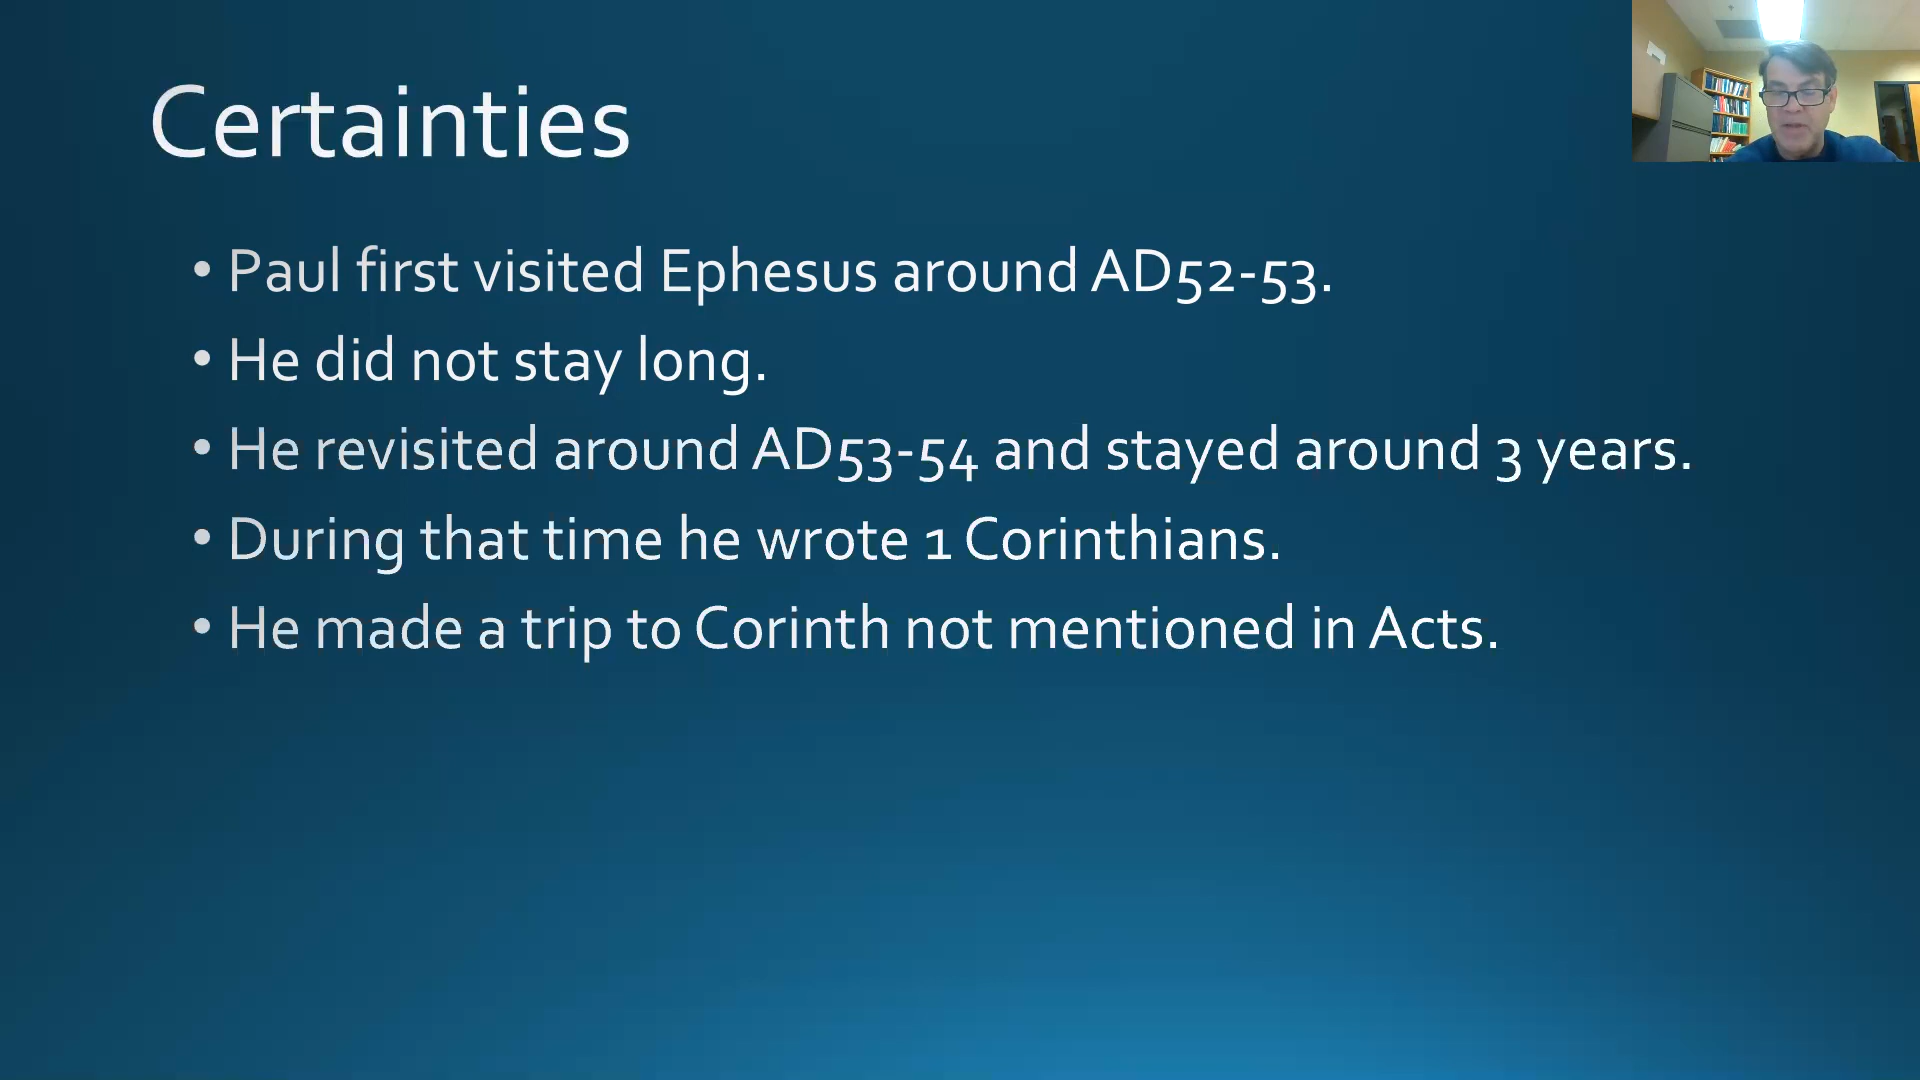 Certainties
• Paul first visited Ephesus around AD52-53.
• He did not stay long.
• He revisited around AD53-54 and stayed around 3 years.
• During that time he wrote 1 Corinthians.
• He made a trip to Corinth not mentioned in Acts.